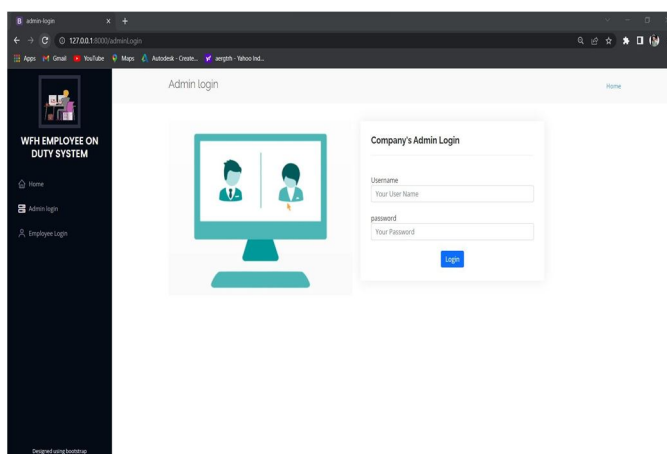 admin-login
127.0.0.1:8000/adminLogin
Apps
Gmail
YouTube
Maps
Autodesk - Create...
aergtrh - Yahoo Ind...
WFH EMPLOYEE ON
DUTY SYSTEM
Home
Admin login
Employee Login
Designed using bootstrap
Admin login
Home
Company's Admin Login
Username
Your User Name
password
Your Password
Login